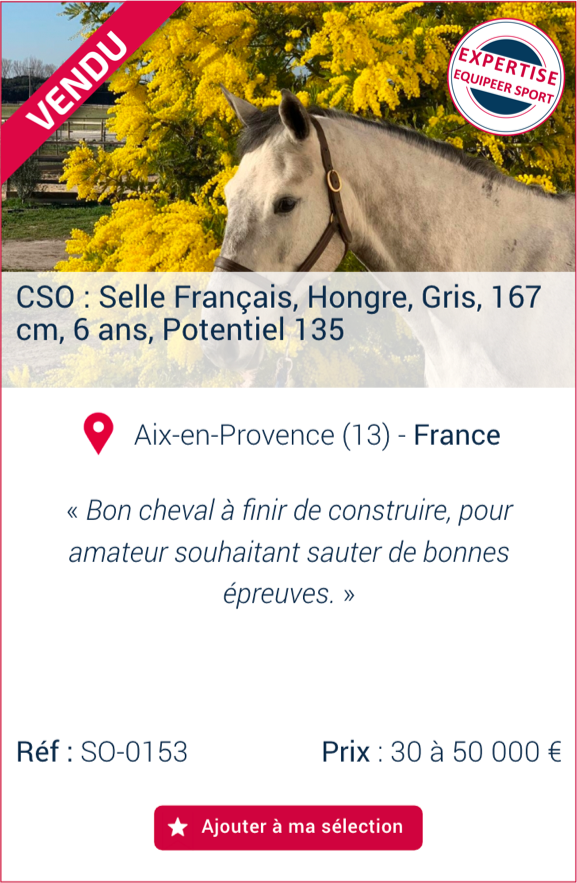 VENDU
EXPERTISE
EQUIPEER SPORT
CSO : Selle Français, Hongre, Gris, 167
cm, 6 ans, Potentiel 135
Aix-en-Provence (13) - France
« Bon cheval à finir de construire, pour
amateur souhaitant sauter de bonnes
épreuves. »
Réf : SO-0153 Prix : 30 à 50 000 €
Ajouter à ma sélection